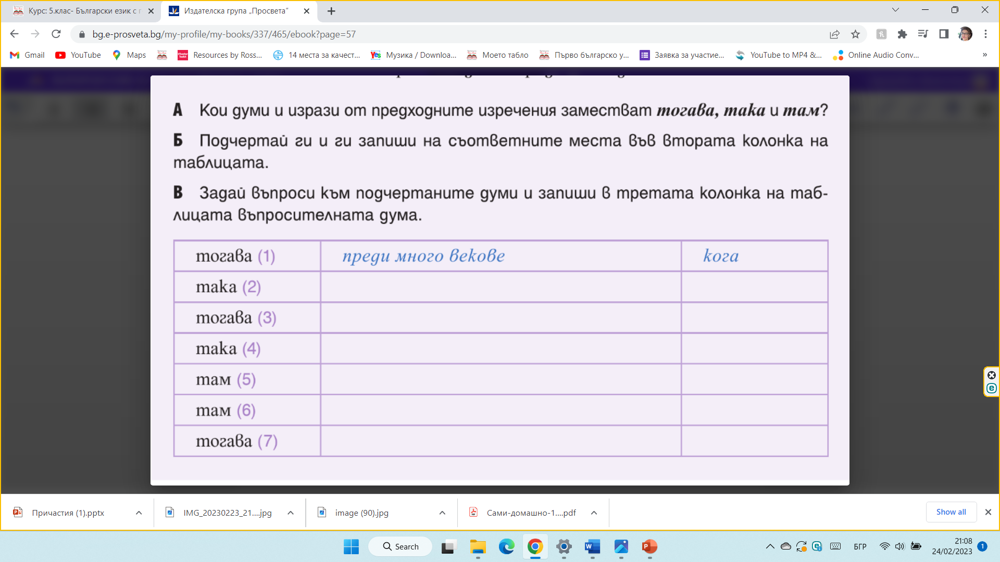 Курс: 5.клас- Български език с г
Издателска група „Просвета“
bg.e-prosveta.bg/my-profile/my-books/337/465/ebook?page=57
Gmail YouTube Maps Resources by Ross... 14 места за качест... Музика / Downloa... Моето табло Първо българско у... Заявка за участие... YouTube to MP4 &... Online Audio Conv... »
А Кои думи и изрази от предходните изречения заместват тогава, така и там?
Б Подчертай ги и ги запиши на съответните места във втората колонка на
таблицата.
В Задай въпроси към подчертаните думи и запиши в третата колонка на таб-
лицата въпросителната дума.
тогава (1) преди много векове кога
така (2)
тогава (3)
така (4)
там (5)
там (6)
тогава (7)
Причастия (1).pptx IMG_20230223_21....jpg image (90).jpg Сами-домашно-1....pdf Show all
Search БГР 21:08 1
24/02/2023